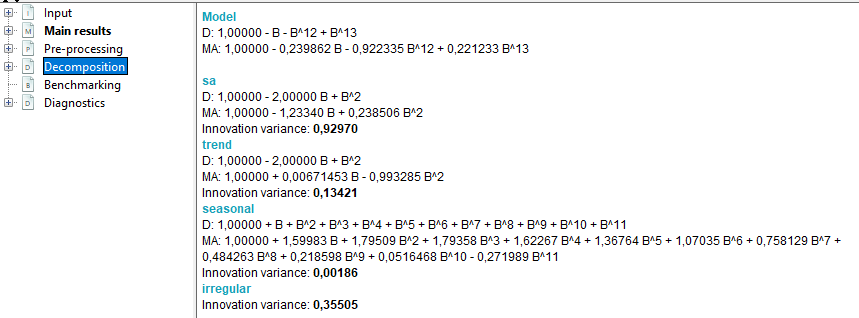 Input
Main results
Pre-processing
Decomposition
Benchmarking
Diagnostics
Model
D: 1,00000 - B - B^12 + B^13
MA: 1,00000 - 0,239862 B - 0,922335 B^12 + 0,221233 B^13
sa
D: 1,00000 - 2,00000 B + B^2
MA: 1,00000 - 1,23340 B + 0,238506 B^2
Innovation variance: 0,92970
trend
D: 1,00000 - 2,00000 B + B^2
MA: 1,00000 + 0,00671453 B - 0,993285 B^2
Innovation variance: 0,13421
seasonal
D: 1,00000 + B + B^2 + B^3 + B^4 + B^5 + B^6 + B^7 + B^8 + B^9 + B^10 + B^11
MA: 1,00000 + 1,59983 B + 1,79509 B^2 + 1,79358 B^3 + 1,62267 B^4 + 1,36764 B^5 + 1,07035 B^6 + 0,758129 B^7 +
0,484263 B^8 + 0,218598 B^9 + 0,0516468 B^10 - 0,271989 B^11
Innovation variance: 0,00186
irregular
Innovation variance: 0,35505